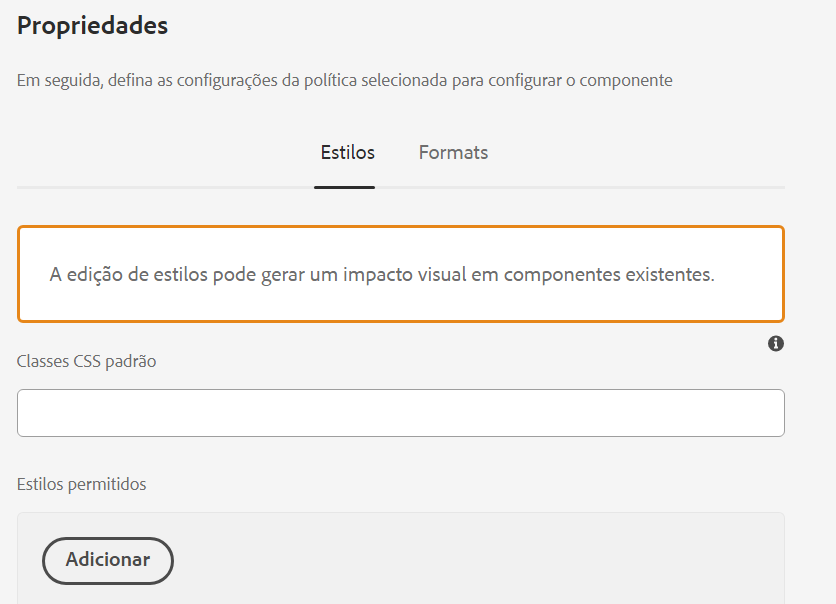 Propriedades
Em seguida, defina as configurações da política selecionada para configurar o componente
Estilos Formats
A edição de estilos pode gerar um impacto visual em componentes existentes.
Classes CSS padrão
Estilos permitidos
Adicionar